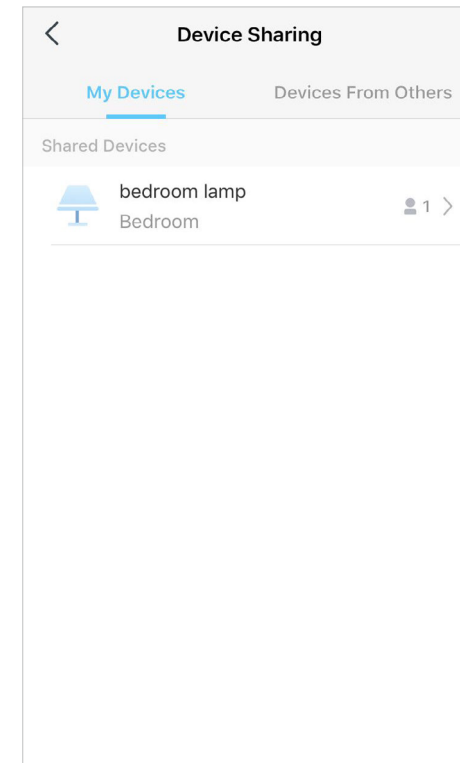 Device Sharing
My Devices Devices From Others
Shared Devices
bedroom lamp
Bedroom
1